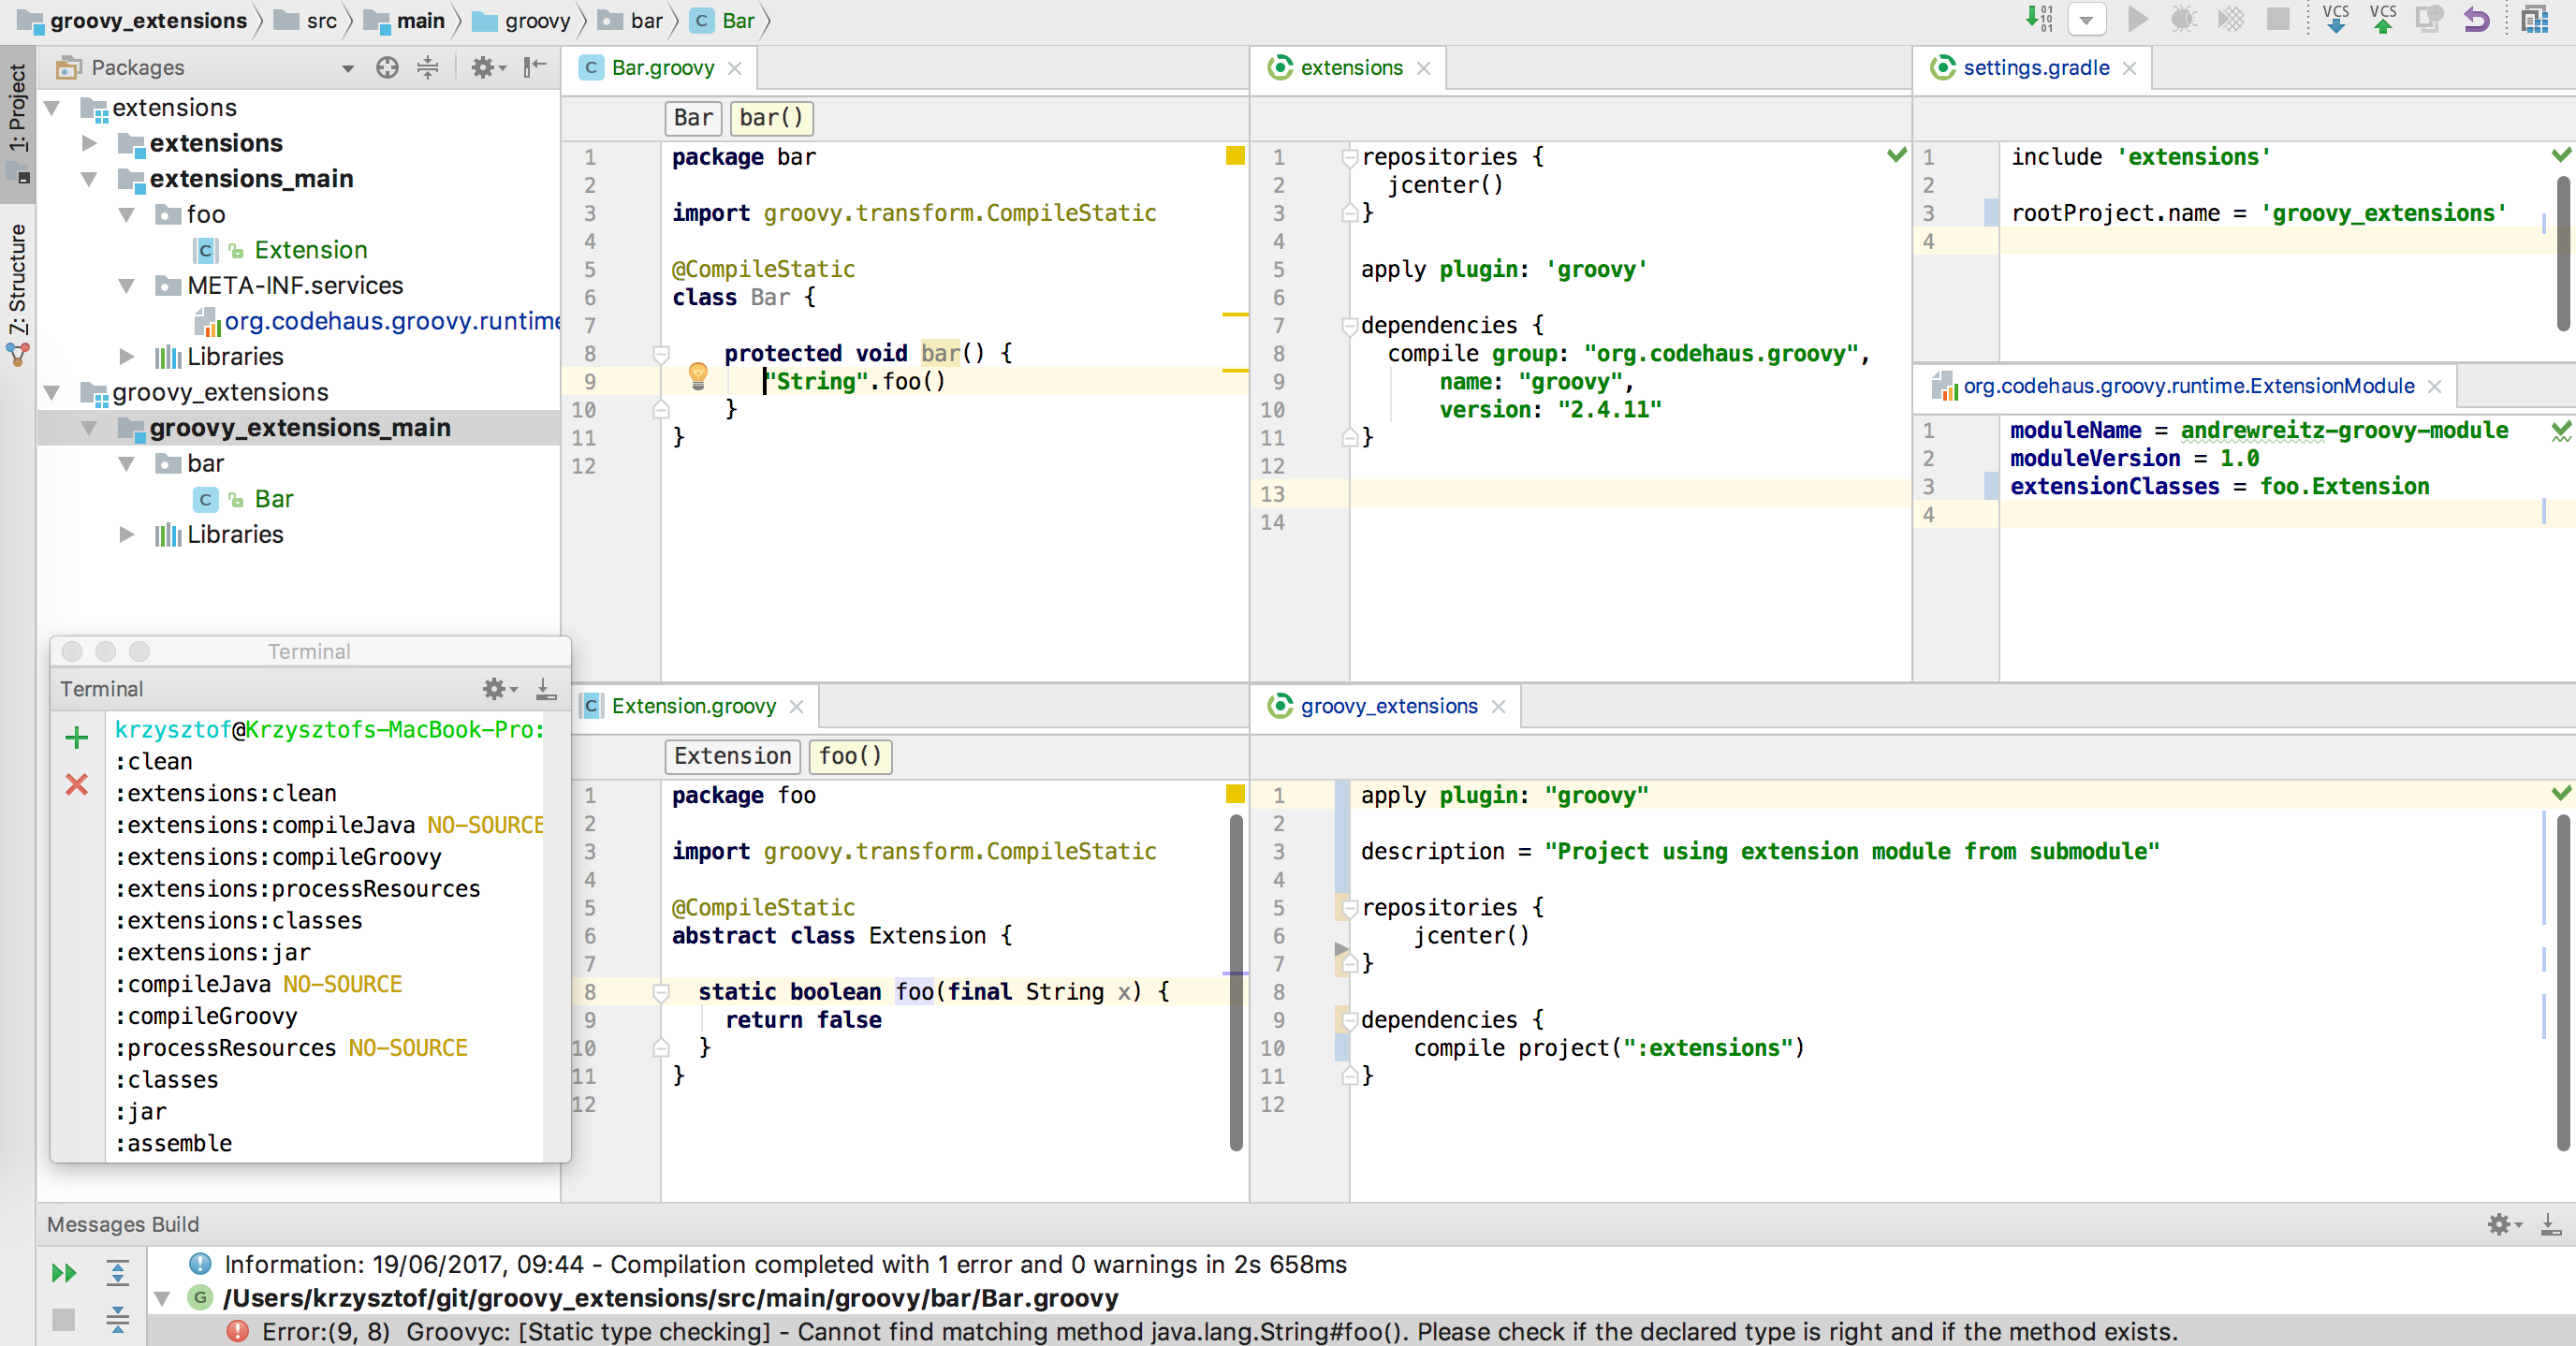 groovy_extensions src main groovy bar C Bar
VCS VCS
1: Project
7: Structure
Packages
extensions
extensions
extensions_main
foo
Extension
META-INF.services
org.codehaus.groovy.runtime
Libraries
groovy_extensions
groovy_extensions_main
bar
Bar
Libraries
Bar.groovy
Bar bar()
1 package bar
2
3 import groovy.transform.CompileStatic
4
5 @CompileStatic
6 class Bar {
7
8 protected void bar() {
9 "String".foo()
10 }
11 }
12
extensions
1 repositories {
2 jcenter()
3 }
4
5 apply plugin: 'groovy'
6
7 dependencies {
8 compile group: "org.codehaus.groovy",
9 name: "groovy",
10 version: "2.4.11"
11 }
12
13
14
settings.gradle
1 include 'extensions'
2
3 rootProject.name = 'groovy_extensions'
4
org.codehaus.groovy.runtime.ExtensionModule
1 moduleName = andrewreitz-groovy-module
2 moduleVersion = 1.0
3 extensionClasses = foo.Extension
4
Terminal
Terminal
krzysztof@Krzysztofs-MacBook-Pro:
:clean
:extensions:clean
:extensions:compileJava NO-SOURCE
:extensions:compileGroovy
:extensions:processResources
:extensions:classes
:extensions:jar
:compileJava NO-SOURCE
:compileGroovy
:processResources NO-SOURCE
:classes
:jar
:assemble
Extension.groovy
Extension foo()
1 package foo
2
3 import groovy.transform.CompileStatic
4
5 @CompileStatic
6 abstract class Extension {
7
8 static boolean foo(final String x) {
9 return false
10 }
11 }
12
groovy_extensions
1 apply plugin: "groovy"
2
3 description = "Project using extension module from submodule"
4
5 repositories {
6 jcenter()
7 }
8
9 dependencies {
10 compile project(":extensions")
11 }
12
Messages Build
Information: 19/06/2017, 09:44 - Compilation completed with 1 error and 0 warnings in 2s 658ms
G /Users/krzysztof/git/groovy_extensions/src/main/groovy/bar/Bar.groovy
Error:(9, 8) Groovyc: [Static type checking] - Cannot find matching method java.lang.String#foo(). Please check if the declared type is right and if the method exists.